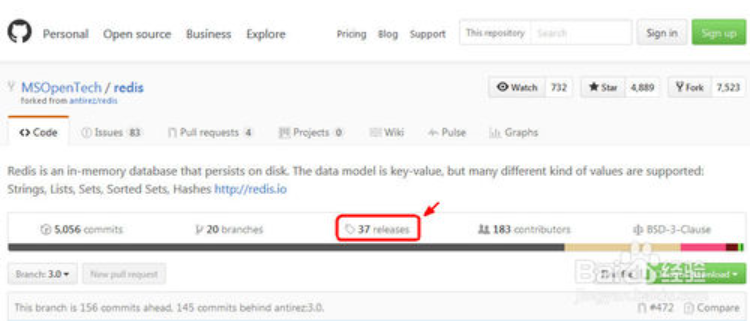 Personal Open source Business Explore Pricing Blog Support This repository Search Sign in Sign up
MSOpenTech / redis Watch 732 Star 4,889 Fork 7,523
forked from antirez/redis
Code Issues 83 Pull requests 4 Projects 0 Wiki Pulse Graphs
Redis is an in-memory database that persists on disk. The data model is key-value, but many different kind of values are supported:
Strings, Lists, Sets, Sorted Sets, Hashes http://redis.io
5,056 commits 20 branches 37 releases 183 contributors BSD-3-Clause
Branch: 3.0 New pull request download
Baidu 经验
This branch is 156 commits ahead, 145 commits behind antirez:3.0. #472 Compare